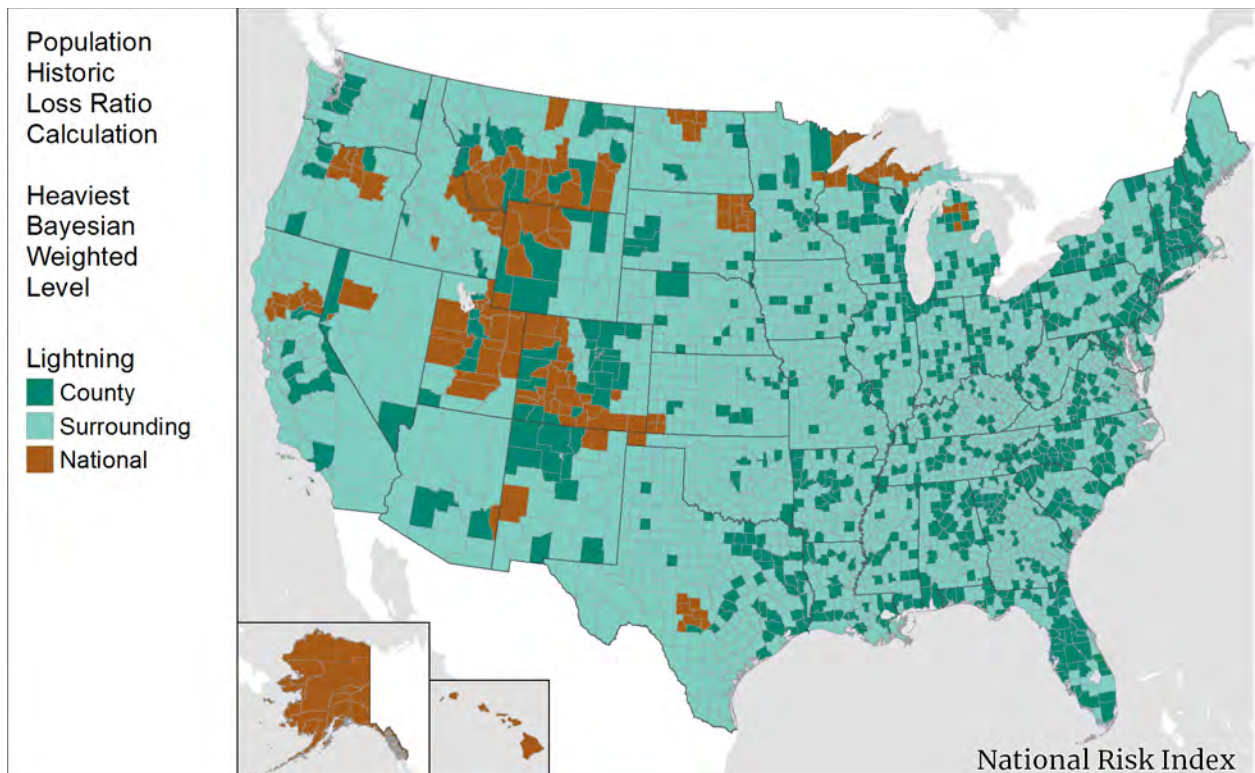 Population
Historic
Loss Ratio
Calculation
Heaviest
Bayesian
Weighted
Level
Lightning
County
Surrounding
National
National Risk Index